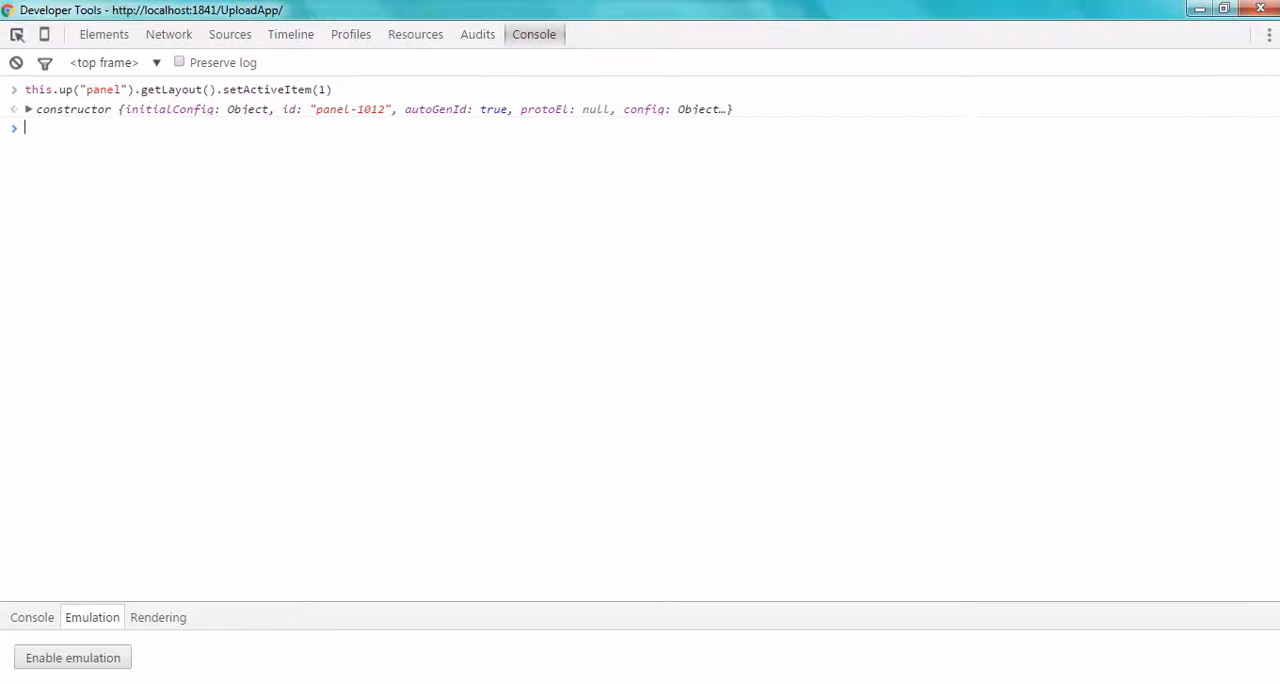 Developer Tools - http://localhost:1841/UploadApp/
Elements Network Sources Timeline Profiles Resources Audits Console
<top frame> ▼ Preserve log
> this.up("panel").getLayout().setActiveItem(1)
<· ▶ constructor {initialConfig: Object, id: "panel-1012", autoGenId: true, protoEl: null, config: Object…}
>
Console Emulation Rendering
Enable emulation